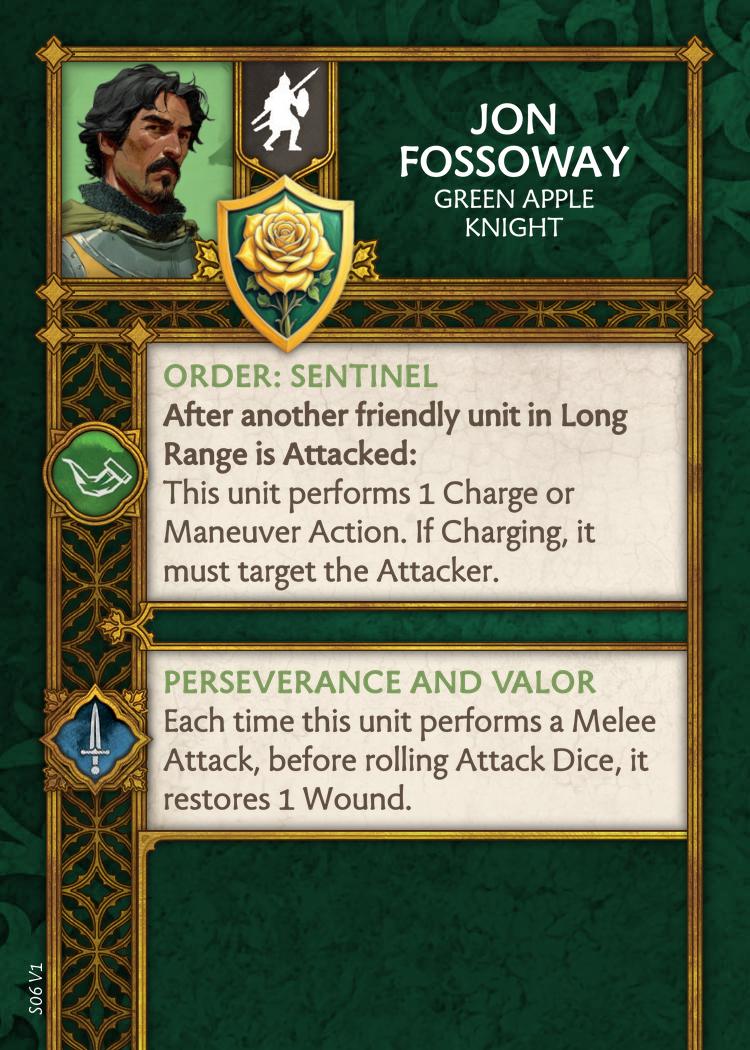 JON
FOSSOWAY
GREEN APPLE
KNIGHT
ORDER: SENTINEL
After another friendly unit in Long
Range is Attacked:
This unit performs 1 Charge or
Maneuver Action. If Charging, it
must target the Attacker.
PERSEVERANCE AND VALOR
Each time this unit performs a Melee
Attack, before rolling Attack Dice, it
restores 1 Wound.
S06 V1